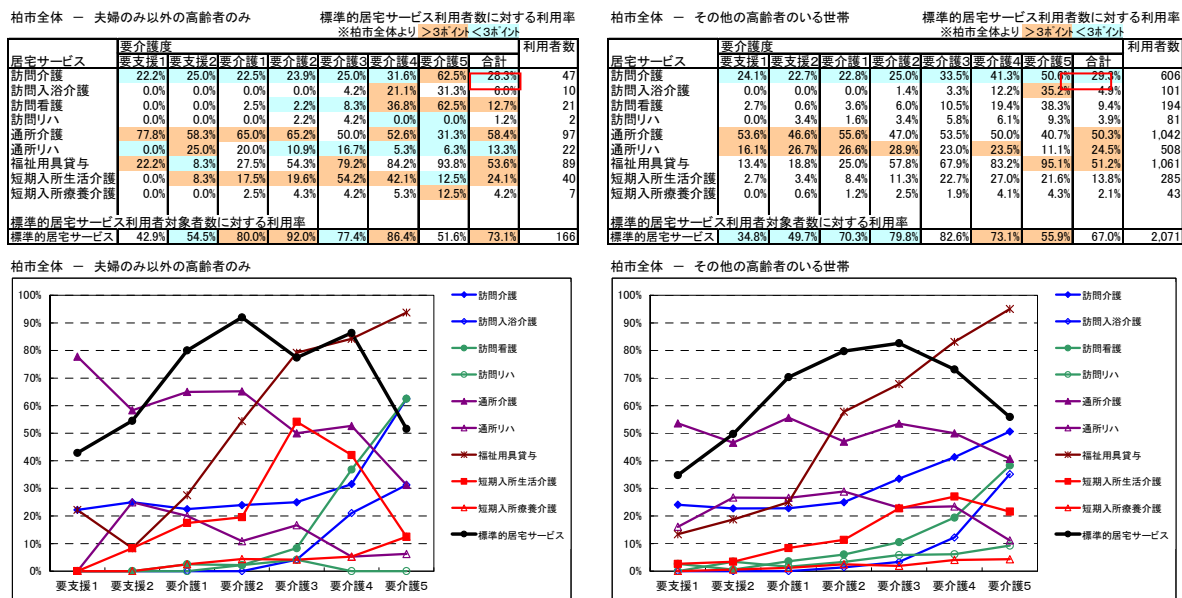 柏市全体 － 夫婦のみ以外の高齢者のみ 標準的居宅サービス利用者数に対する利用率
※柏市全体より >3ポイント <3ポイント
要介護度 利用者数
居宅サービス 要支援1 要支援2 要介護1 要介護2 要介護3 要介護4 要介護5 合計
訪問介護 22.2% 25.0% 22.5% 23.9% 25.0% 31.6% 62.5% 28.3% 47
訪問入浴介護 0.0% 0.0% 0.0% 0.0% 4.2% 21.1% 31.3% 6.0% 10
訪問看護 0.0% 0.0% 2.5% 2.2% 8.3% 36.8% 62.5% 12.7% 21
訪問リハ 0.0% 0.0% 0.0% 2.2% 4.2% 0.0% 0.0% 1.2% 2
通所介護 77.8% 58.3% 65.0% 65.2% 50.0% 52.6% 31.3% 58.4% 97
通所リハ 0.0% 25.0% 20.0% 10.9% 16.7% 5.3% 6.3% 13.3% 22
福祉用具貸与 22.2% 8.3% 27.5% 54.3% 79.2% 84.2% 93.8% 53.6% 89
短期入所生活介護 0.0% 8.3% 17.5% 19.6% 54.2% 42.1% 12.5% 24.1% 40
短期入所療養介護 0.0% 0.0% 2.5% 4.3% 4.2% 5.3% 12.5% 4.2% 7
標準的居宅サービス利用者対象者数に対する利用率
標準的居宅サービス 42.9% 54.5% 80.0% 92.0% 77.4% 86.4% 51.6% 73.1% 166
柏市全体 － その他の高齢者のいる世帯 標準的居宅サービス利用者数に対する利用率
※柏市全体より >3ポイント <3ポイント
要介護度 利用者数
居宅サービス 要支援1 要支援2 要介護1 要介護2 要介護3 要介護4 要介護5 合計
訪問介護 24.1% 22.7% 22.8% 25.0% 33.5% 41.3% 50.6% 29.3% 606
訪問入浴介護 0.0% 0.0% 0.0% 1.4% 3.3% 12.2% 35.2% 4.9% 101
訪問看護 2.7% 0.6% 3.6% 6.0% 10.5% 19.4% 38.3% 9.4% 194
訪問リハ 0.0% 3.4% 1.6% 3.4% 5.8% 6.1% 9.3% 3.9% 81
通所介護 53.6% 46.6% 55.6% 47.0% 53.5% 50.0% 40.7% 50.3% 1,042
通所リハ 16.1% 26.7% 26.6% 28.9% 23.0% 23.5% 11.1% 24.5% 508
福祉用具貸与 13.4% 18.8% 25.0% 57.8% 67.9% 83.2% 95.1% 51.2% 1,061
短期入所生活介護 2.7% 3.4% 8.4% 11.3% 22.7% 27.0% 21.6% 13.8% 285
短期入所療養介護 0.0% 0.6% 1.2% 2.5% 1.9% 4.1% 4.3% 2.1% 43
標準的居宅サービス利用者対象者数に対する利用率
標準的居宅サービス 34.8% 49.7% 70.3% 79.8% 82.6% 73.1% 55.9% 67.0% 2,071
柏市全体 － 夫婦のみ以外の高齢者のみ
100%
90%
80%
70%
60%
50%
40%
30%
20%
10%
0%
要支援1 要支援2 要介護1 要介護2 要介護3 要介護4 要介護5
訪問介護
訪問入浴介護
訪問看護
訪問リハ
通所介護
通所リハ
福祉用具貸与
短期入所生活介護
短期入所療養介護
標準的居宅サービス
柏市全体 － その他の高齢者のいる世帯
100%
90%
80%
70%
60%
50%
40%
30%
20%
10%
0%
要支援1 要支援2 要介護1 要介護2 要介護3 要介護4 要介護5
訪問介護
訪問入浴介護
訪問看護
訪問リハ
通所介護
通所リハ
福祉用具貸与
短期入所生活介護
短期入所療養介護
標準的居宅サービス